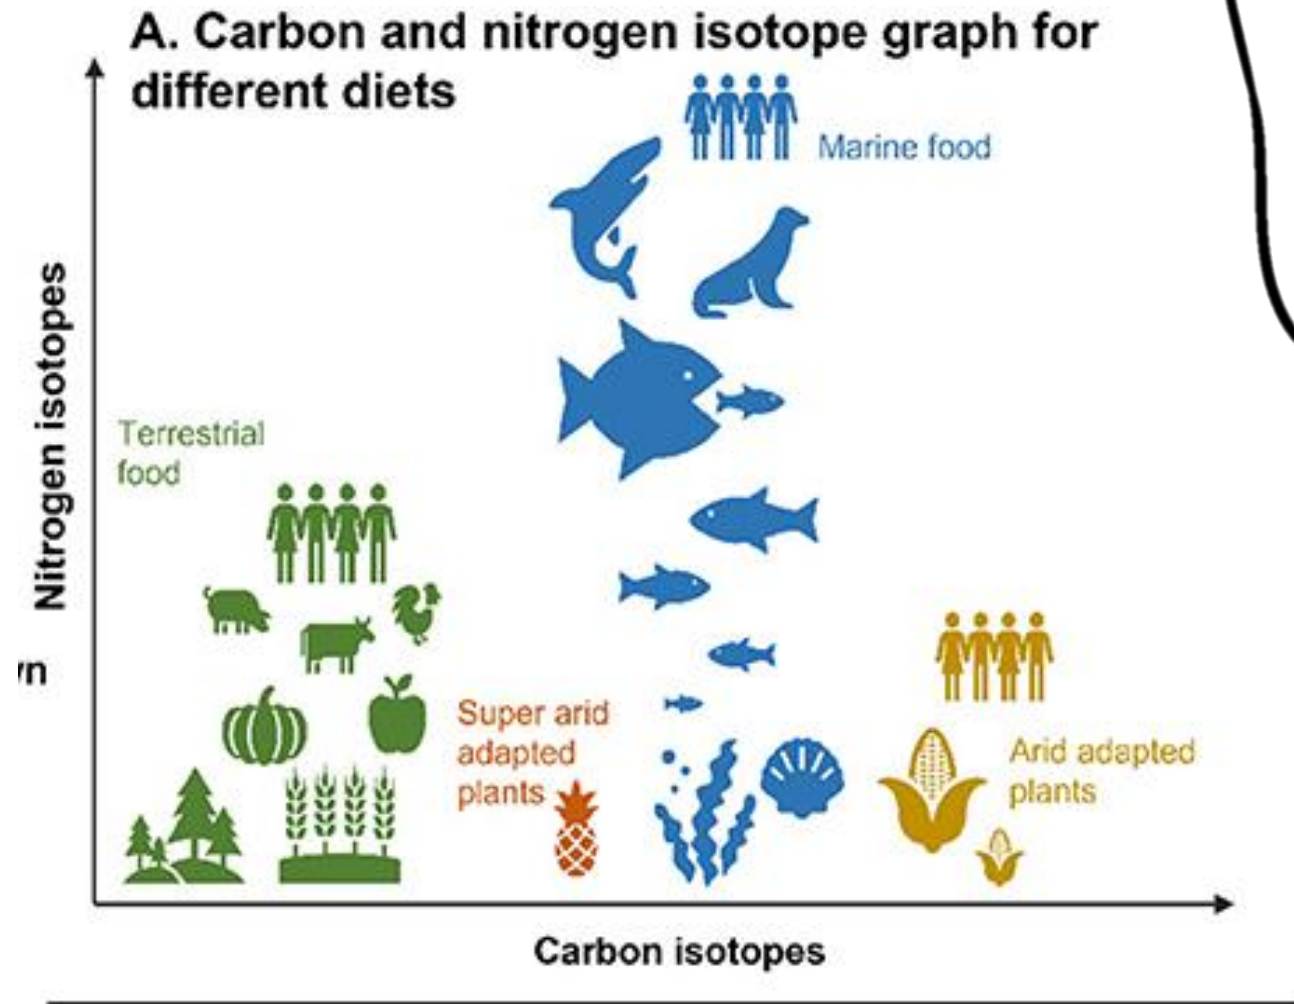 A. Carbon and nitrogen isotope graph for
different diets
Marine food
Nitrogen isotopes
Terrestrial
food
Super arid
adapted
plants
Arid adapted
plants
Carbon isotopes